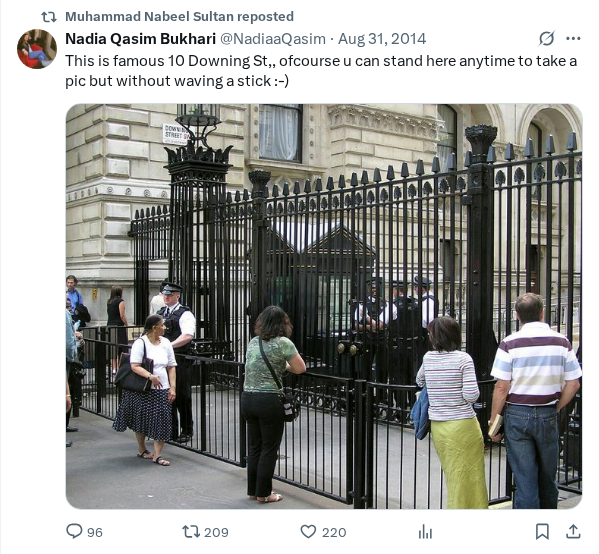 Muhammad Nabeel Sultan reposted
Nadia Qasim Bukhari @NadiaaQasim · Aug 31, 2014
This is famous 10 Downing St,, ofcourse u can stand here anytime to take a
pic but without waving a stick :-)
DOWNING
STREET
96 209 220